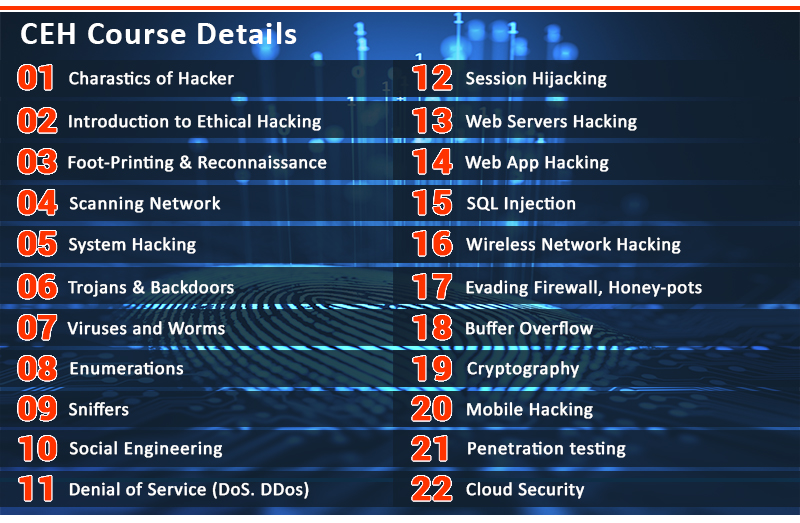 CEH Course Details
01 Charastics of Hacker
02 Introduction to Ethical Hacking
03 Foot-Printing & Reconnaissance
04 Scanning Network
05 System Hacking
06 Trojans & Backdoors
07 Viruses and Worms
08 Enumerations
09 Sniffers
10 Social Engineering
11 Denial of Service (DoS. DDos)
12 Session Hijacking
13 Web Servers Hacking
14 Web App Hacking
15 SQL Injection
16 Wireless Network Hacking
17 Evading Firewall, Honey-pots
18 Buffer Overflow
19 Cryptography
20 Mobile Hacking
21 Penetration testing
22 Cloud Security